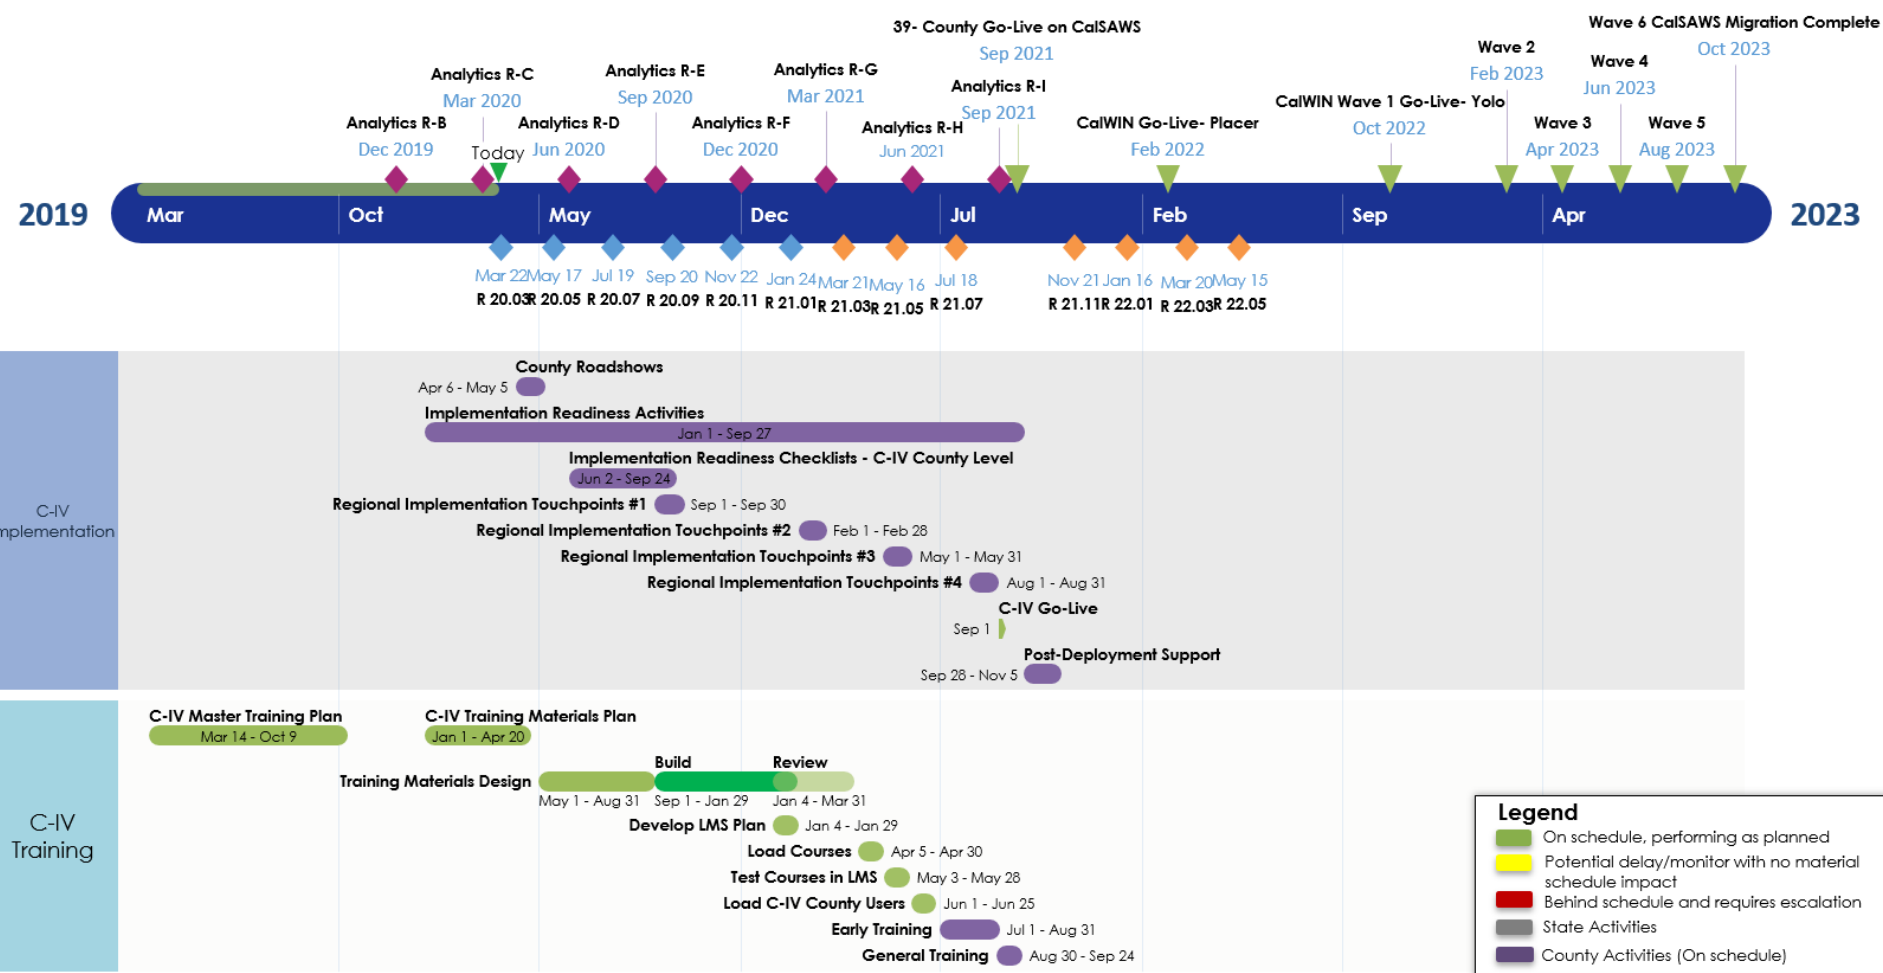 39- County Go-Live on CalSAWS
Sep 2021
Wave 6 CalSAWS Migration Complete
Oct 2023
Wave 2
Feb 2023
Wave 4
Jun 2023
Analytics R-C
Mar 2020
Analytics R-E
Sep 2020
Analytics R-G
Mar 2021
Analytics R-I
Sep 2021
CalWIN Wave 1 Go-Live- Yolo
Oct 2022
Analytics R-B
Dec 2019
Today
Analytics R-D
Jun 2020
Analytics R-F
Dec 2020
Analytics R-H
Jun 2021
CalWIN Go-Live- Placer
Feb 2022
Wave 3
Apr 2023
Wave 5
Aug 2023
2019 Mar Oct May Dec Jul Feb Sep Apr 2023
Mar 22 May 17 Jul 19 Sep 20 Nov 22 Jan 24 Mar 21 May 16 Jul 18 Nov 21 Jan 16 Mar 20 May 15
R 20.03 R 20.05 R 20.07 R 20.09 R 20.11 R 21.01 R 21.03 R 21.05 R 21.07 R 21.11 R 22.01 R 22.03 R 22.05
C-IV
mplementation
County Roadshows
Apr 6 - May 5
Implementation Readiness Activities
Jan 1 - Sep 27
Implementation Readiness Checklists - C-IV County Level
Jun 2 - Sep 24
Regional Implementation Touchpoints #1 Sep 1 - Sep 30
Regional Implementation Touchpoints #2 Feb 1 - Feb 28
Regional Implementation Touchpoints #3 May 1 - May 31
Regional Implementation Touchpoints #4 Aug 1 - Aug 31
C-IV Go-Live
Sep 1
Post-Deployment Support
Sep 28 - Nov 5
C-IV
Training
C-IV Master Training Plan
Mar 14 - Oct 9
C-IV Training Materials Plan
Jan 1 - Apr 20
Build Review
Training Materials Design
May 1 - Aug 31 Sep 1 - Jan 29 Jan 4 - Mar 31
Develop LMS Plan Jan 4 - Jan 29
Load Courses Apr 5 - Apr 30
Test Courses in LMS May 3 - May 28
Load C-IV County Users Jun 1 - Jun 25
Early Training Jul 1 - Aug 31
General Training Aug 30 - Sep 24
Legend
On schedule, performing as planned
Potential delay/monitor with no material
schedule impact
Behind schedule and requires escalation
State Activities
County Activities (On schedule)